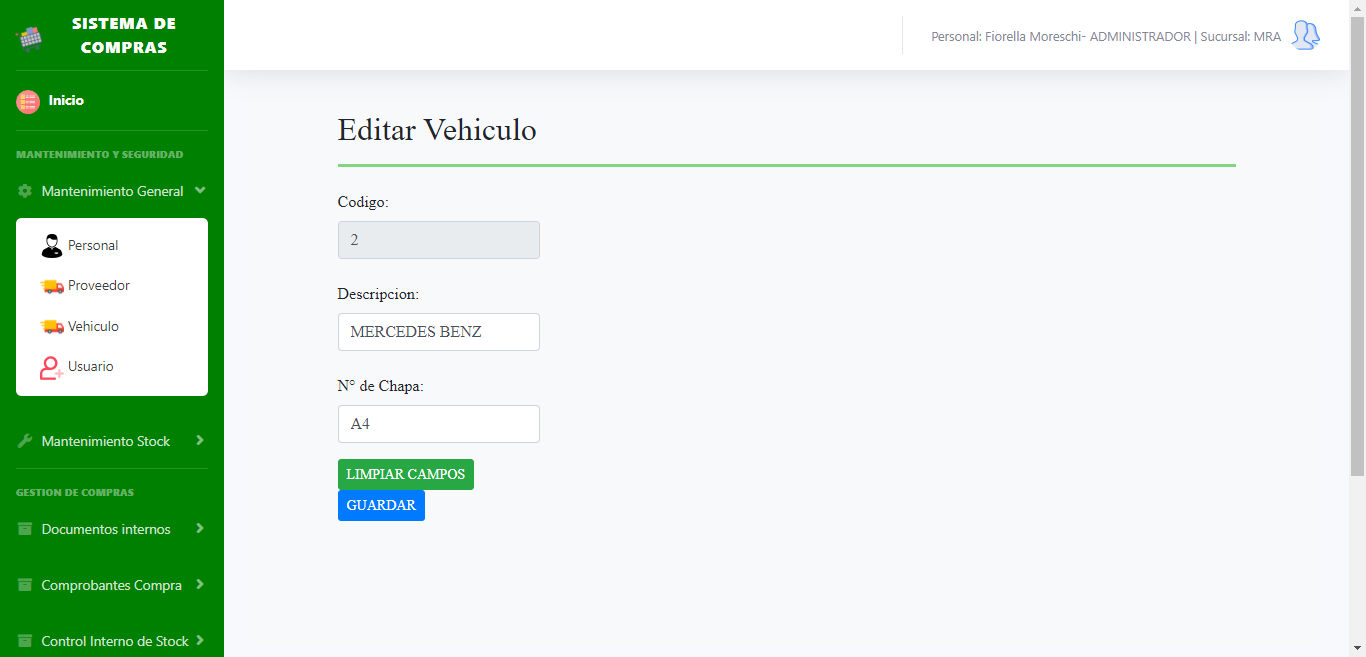 SISTEMA DE
COMPRAS
Personal: Fiorella Moreschi- ADMINISTRADOR | Sucursal: MRA
Inicio
MANTENIMIENTO Y SEGURIDAD
Mantenimiento General
Personal
Proveedor
Vehiculo
Usuario
Mantenimiento Stock
GESTION DE COMPRAS
Documentos internos
Comprobantes Compra
Control Interno de Stock
Editar Vehiculo
Codigo:
2
Descripcion:
MERCEDES BENZ
N° de Chapa:
A4
LIMPIAR CAMPOS
GUARDAR